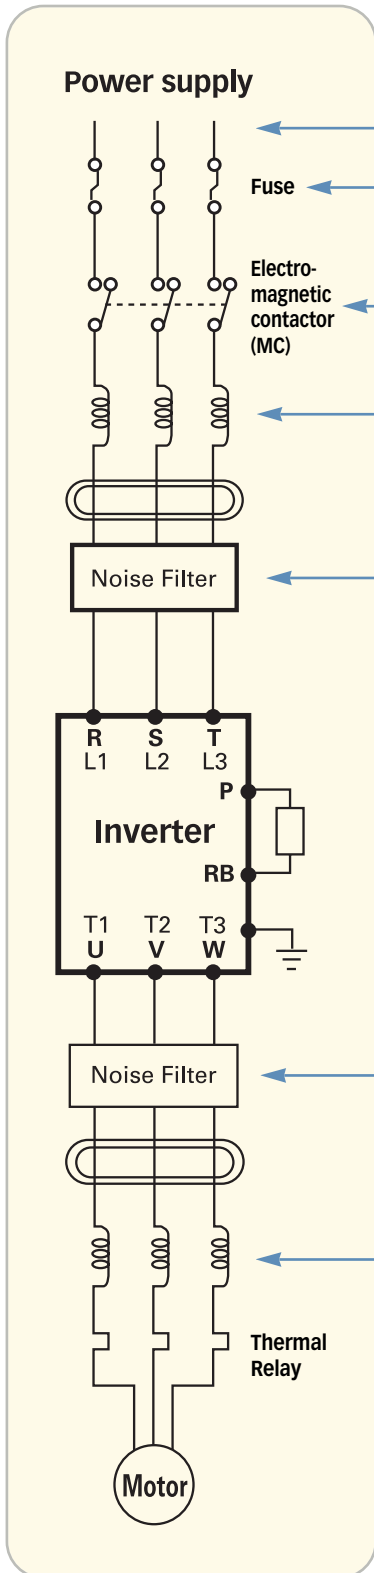 Power supply
Fuse
Electro-
magnetic
contactor
(MC)
Noise Filter
R S T
L1 L2 L3
P
Inverter
RB
T1 T2 T3
U V W
Noise Filter
Thermal
Relay
Motor